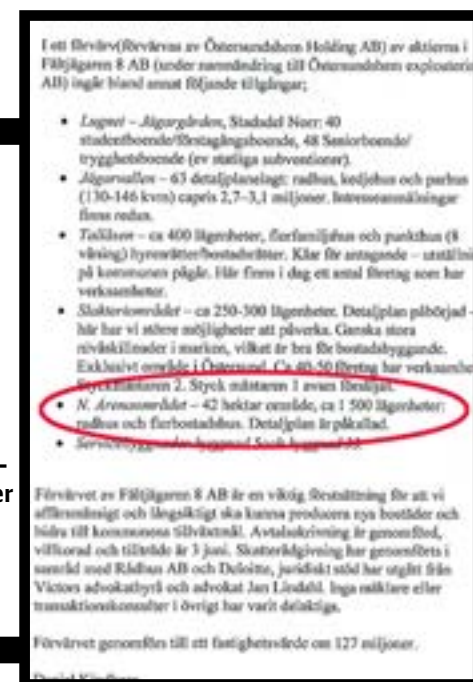 I ett förvärv(förvärvas av Östersundshem Holding AB) av aktierna i
Fältjägaren 8 AB (under namnändring till Östersundshem
AB) ingår bland annat följande tillgångar;
• Lugnet – Jägargården, Stadsdel Norr: 40
studentboende/förstagångsboende, 48 Seniorboende/
trygghetsboende (ev statliga subventioner).
• Jägarvallen – 63 detaljplanelagt: radhus, kedjehus och parhus
(130-146 kvm) capris 2,7–3,1 miljoner. Intresseanmälningar
finns redan.
• – ca 400 lägenheter, flerfamiljshus och punkthus (8
våning) hyresrätter/bostadsrätter. Klar för antagande –
på kommunen pågår. Här finns i dag ett antal företag som har
verksamheter.
• Slakteriområdet – ca 250-300 lägenheter. Detaljplan påbörjad –
här har vi större möjligheter att påverka. Ganska stora
nivåskillnader i marken, vilket är bra för bostadsbyggande.
Exklusivt område i Östersund. Ca 40-50 företag har
Styckmästaren 2. Styck mästaren 1 avses försäljas.
• N. Arenaområdet – 42 hektar område, ca 1 500 lägenheter:
radhus och flerbostadshus. Detaljplan är påkallad.
•
–
er
Förvärvet av Fältjägaren 8 AB är en viktig förutsättning för att vi
affärsmässigt och långsiktigt ska kunna producera nya bostäder och
bidra till kommunens tillväxtmål. Avtalsskrivning är genomförd,
villkorad och tillträde är 3 juni. Skatterådgivning har genomförts i
samråd med Rådhus AB och Deloitte, juridiskt stöd har utgått från
Victors advokatbyrå och advokat Jan Lindahl. Inga mäklare eller
transaktionskonsulter i övrigt har varit delaktiga.
Förvärvet genomförs till ett fastighetsvärde om 127 miljoner.
Daniel